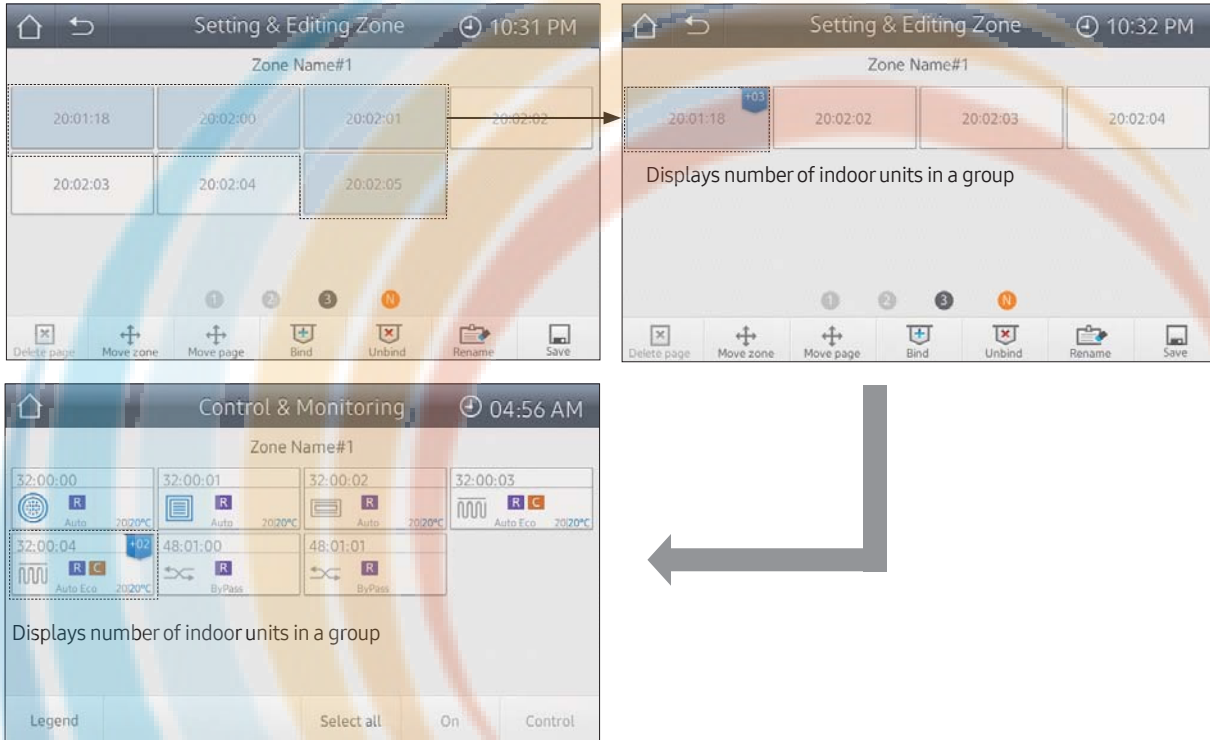 Setting & Editing Zone 10:31 PM
Zone Name#1
20:01:18 20:02:00 20:02:01 20:02:02
20:02:03 20:02:04 20:02:05
1 2 3 N
Delete page Move zone Move page Bind Unbind Rename Save
Setting & Editing Zone 10:32 PM
Zone Name#1
+03
20:01:18 20:02:02 20:02:03 20:02:04
Displays number of indoor units in a group
1 2 3 N
Delete page Move zone Move page Bind Unbind Rename Save
Control & Monitoring 04:56 AM
Zone Name#1
32:00:00 32:00:01 32:00:02 32:00:03
R R R R C
Auto 20|20°C Auto 20|20°C Auto 20|20°C Auto Eco 20|20°C
32:00:04 +02 48:01:00 48:01:01
R C R R
Auto Eco 20|20°C ByPass ByPass
Displays number of indoor units in a group
Legend Select all On Control